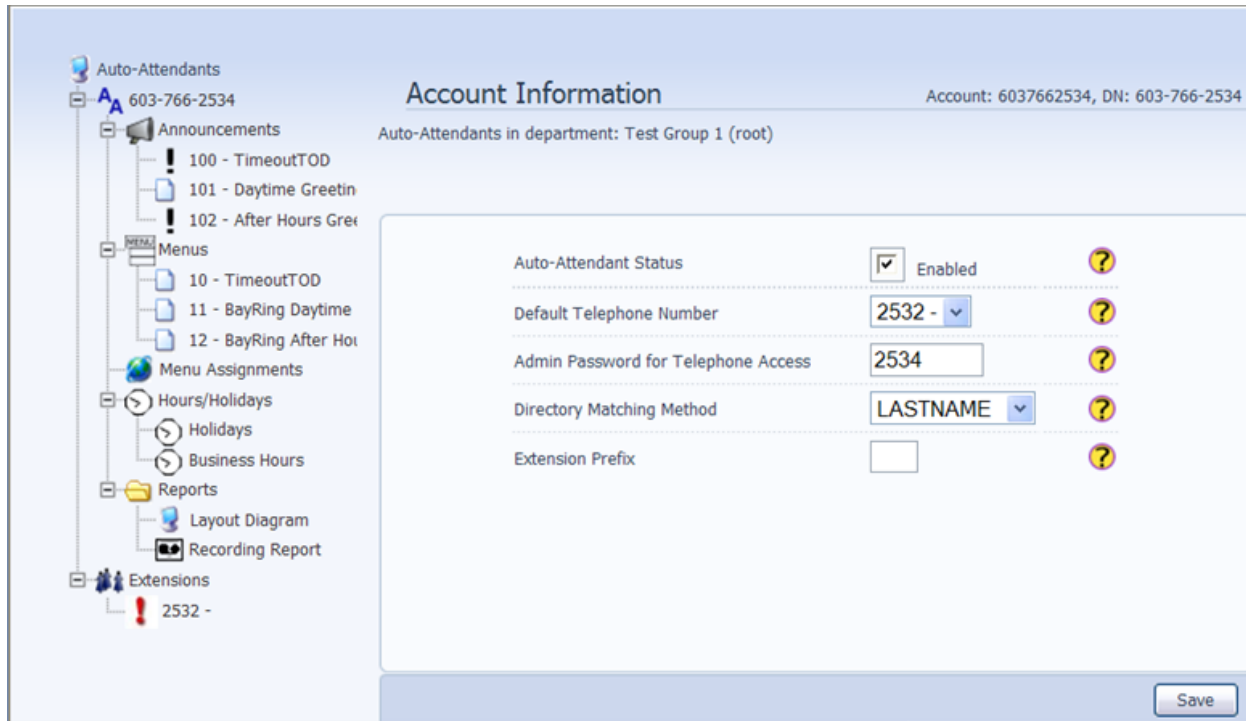 Auto-Attendants
603-766-2534
Announcements
100 - TimeoutTOD
101 - Daytime Greetin
102 - After Hours Gree
MENU
Menus
10 - TimeoutTOD
11 - BayRing Daytime
12 - BayRing After Hou
Menu Assignments
Hours/Holidays
Holidays
Business Hours
Reports
Layout Diagram
Recording Report
Extensions
2532 -
Account Information
Account: 6037662534, DN: 603-766-2534
Auto-Attendants in department: Test Group 1 (root)
Auto-Attendant Status Enabled ?
Default Telephone Number 2532 - ?
Admin Password for Telephone Access 2534 ?
Directory Matching Method LASTNAME ?
Extension Prefix ?
Save